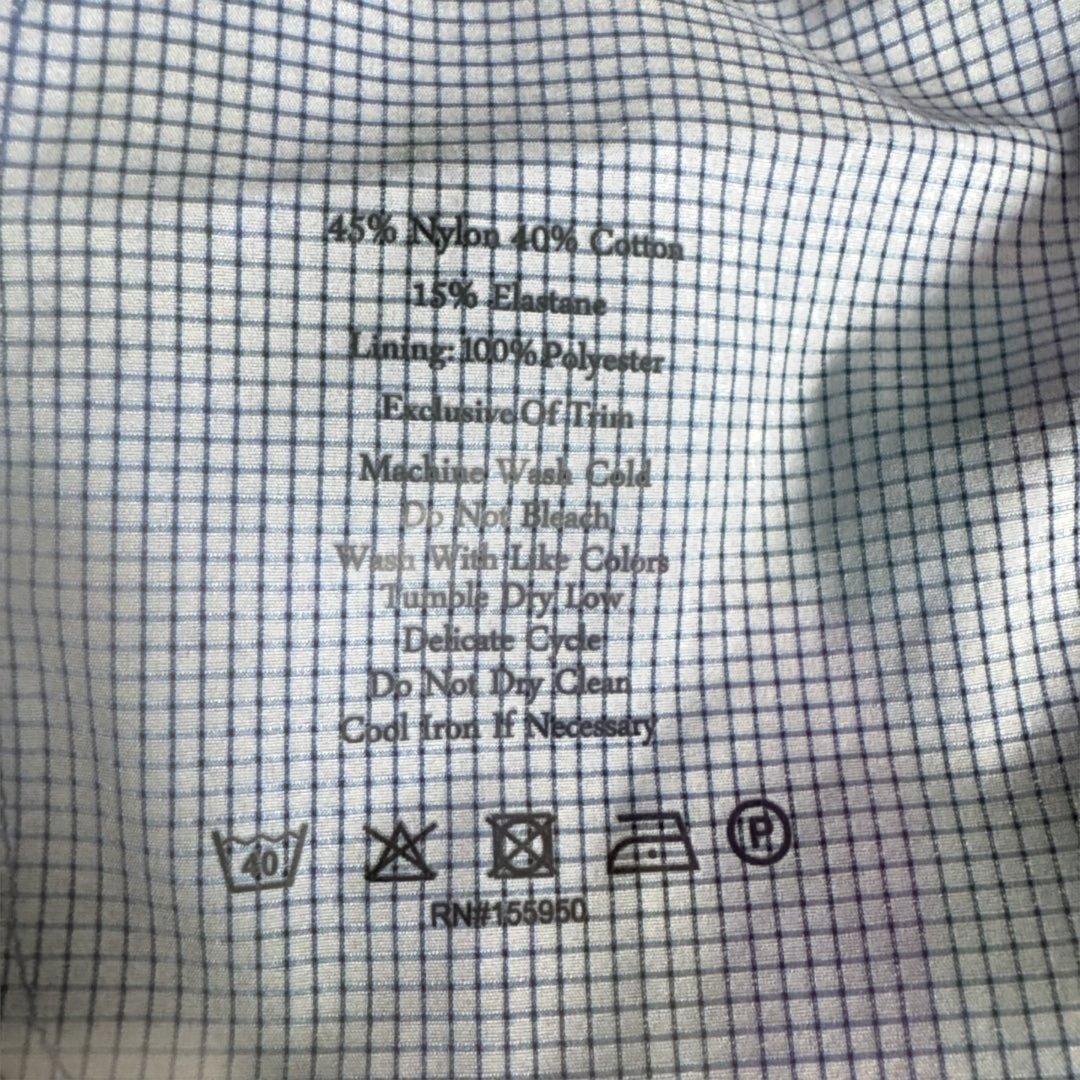 45% Nylon 40% Cotton
15% Elastane
Lining: 100% Polyester
Exclusive Of Trim
Machine Wash Cold
Do Not Bleach
Wash With Like Colors
Tumble Dry Low
Delicate Cycle
Do Not Dry Clean
Cool Iron If Necessary
40
P
RN#155950